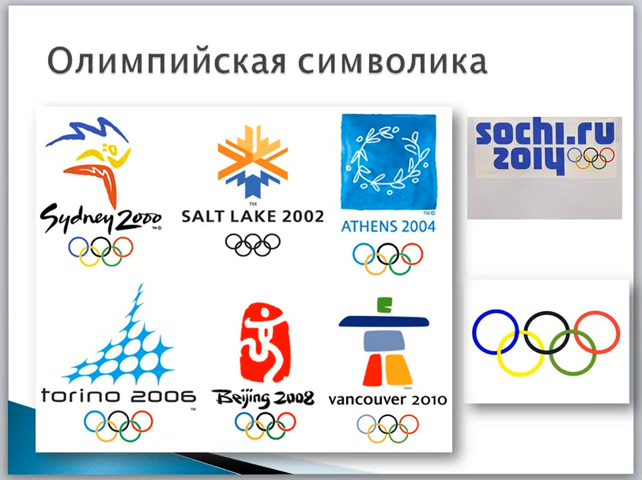 Олимпийская символика
Sydney 2000
SALT LAKE 2002
ATHENS 2004
sochi.ru
2014
torino 2006
Beijing 2008
vancouver 2010